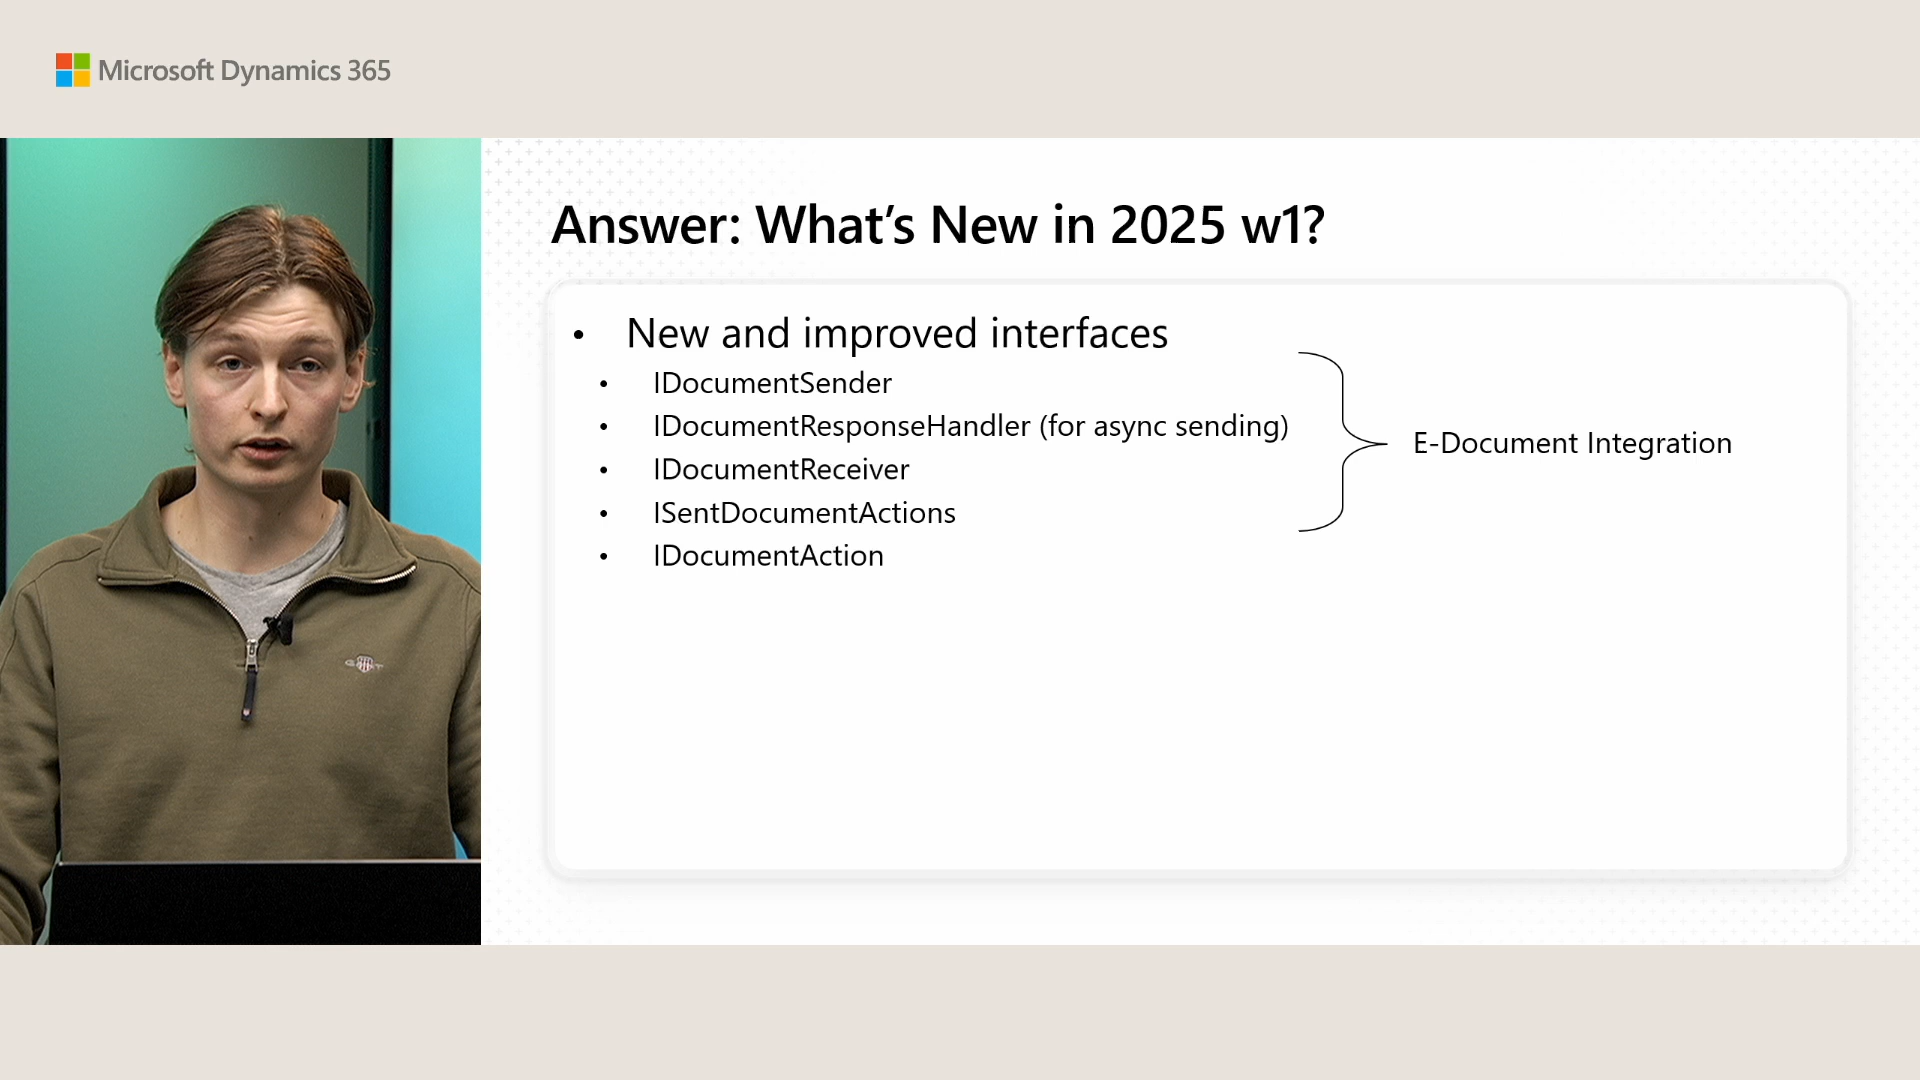 Microsoft Dynamics 365
Answer: What's New in 2025 w1?
• New and improved interfaces
• IDocumentSender
• IDocumentResponseHandler (for async sending)
• IDocumentReceiver
• ISentDocumentActions
• IDocumentAction
E-Document Integration
GANT